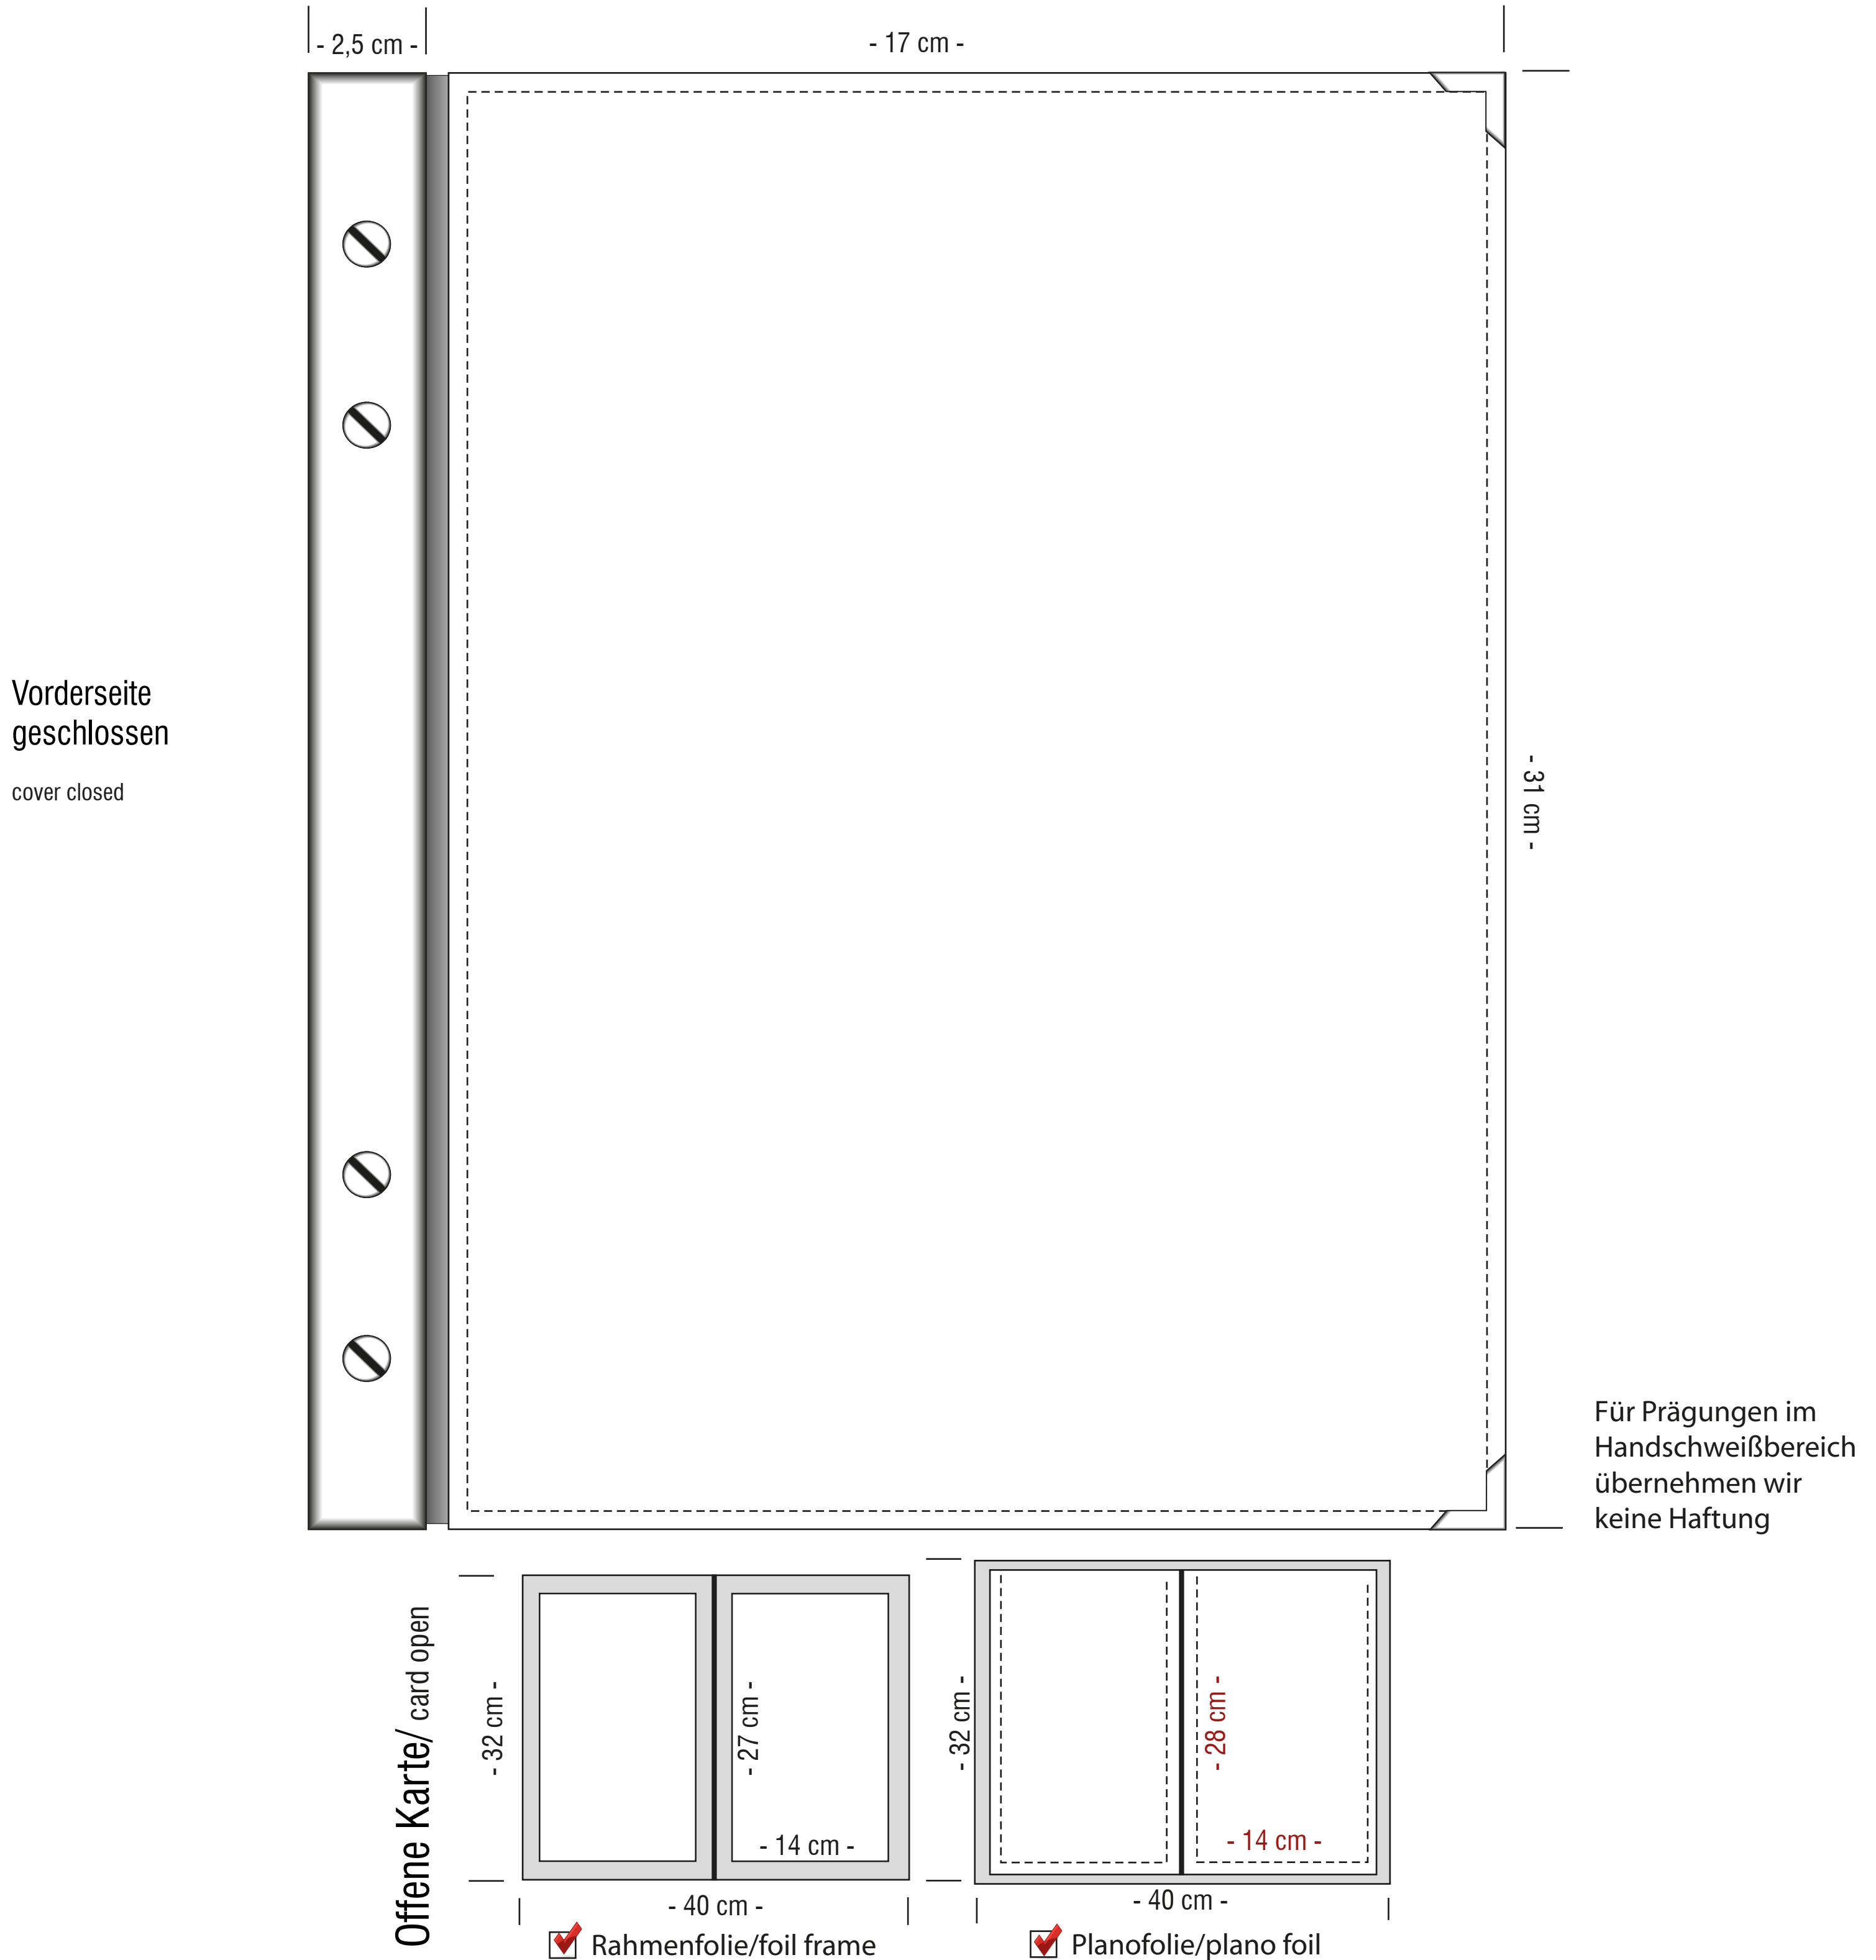 - 2,5 cm -
- 17 cm -
Vorderseite
geschlossen
cover closed
- 31 cm -
Für Prägungen im
Handschweißbereich
übernehmen wir
keine Haftung
Offene Karte/ card open
- 32 cm -
- 27 cm -
- 14 cm -
- 40 cm -
Rahmenfolie/foil frame
- 32 cm -
- 28 cm -
- 14 cm -
- 40 cm -
Planofolie/plano foil